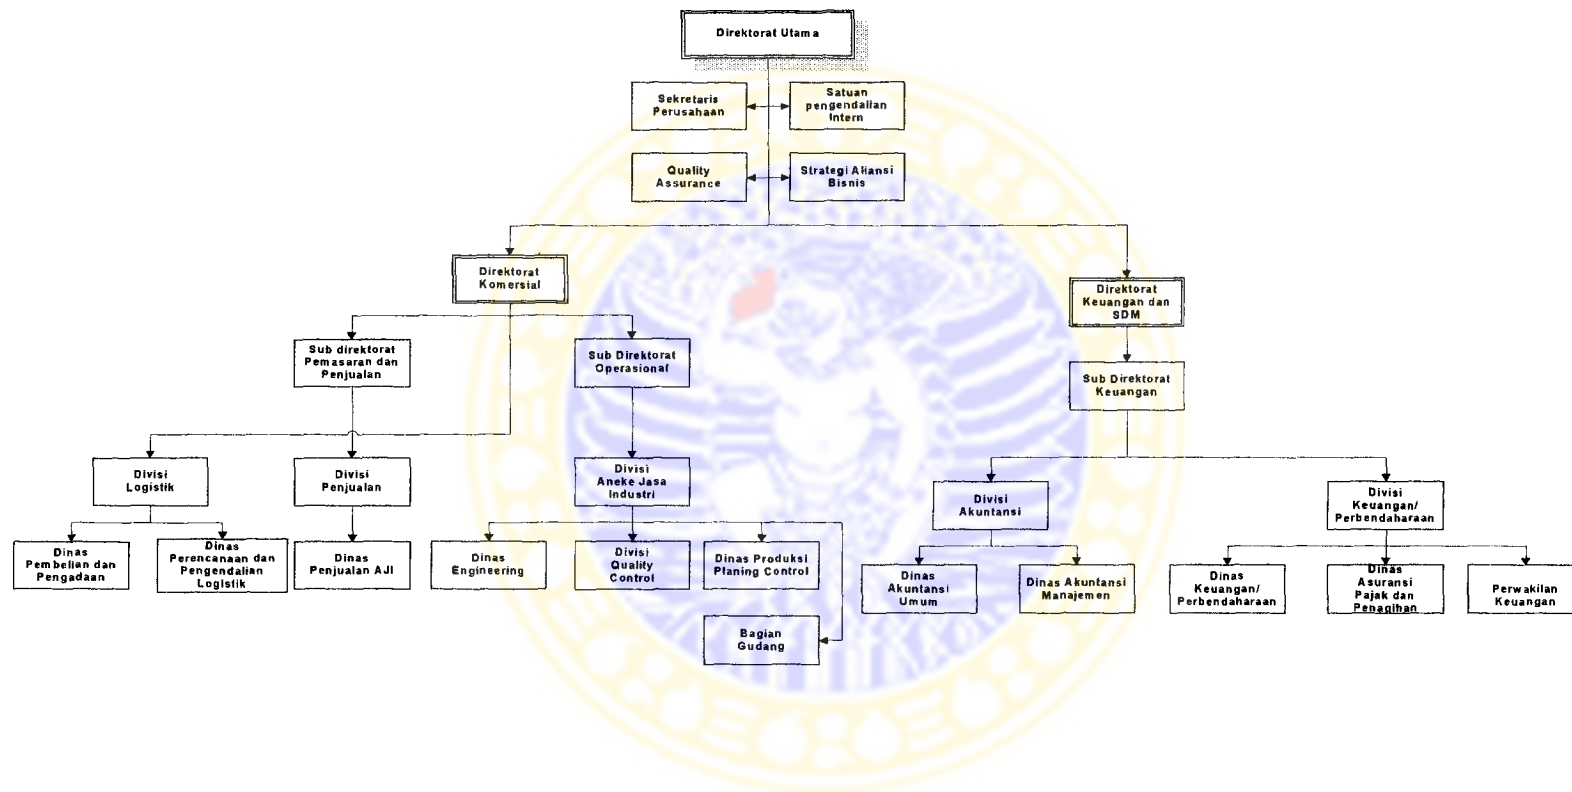 Direktorat Utama
Sekretaris
Perusahaan
Satuan
pengendalian
Intern
Quality
Assurance
Strategi Aliansi
Bisnis
Direktorat
Komersial
Direktorat
Keuangan dan
SDM
Sub direktorat
Pemasaran dan
Penjualan
Sub Direktorat
Operasional
Sub Direktorat
Keuangan
Divisi
Logistik
Divisi
Penjualan
Divisi
Aneke Jasa
Industri
Divisi
Akuntansi
Divisi
Keuangan/
Perbendaharaan
Dinas
Pembelian dan
Pengadaan
Dinas
Perencanaan dan
Pengendalian
Logistik
Dinas
Penjualan AJI
Dinas
Engineering
Divisi
Quality
Control
Dinas Produksi
Planing Control
Dinas
Akuntansi
Umum
Dinas Akuntansi
Manajemen
Dinas
Keuangan/
Perbendaharaan
Dinas
Asuransi
Pajak dan
Penagihan
Perwakilan
Keuangan
Bagian
Gudang